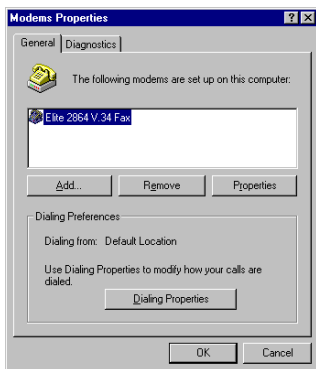 Modems Properties
General Diagnostics
The following modems are set up on this computer:
Elite 2864 V.34 Fax
Add... Remove Properties
Dialing Preferences
Dialing from: Default Location
Use Dialing Properties to modify how your calls are
dialed.
Dialing Properties
OK Cancel